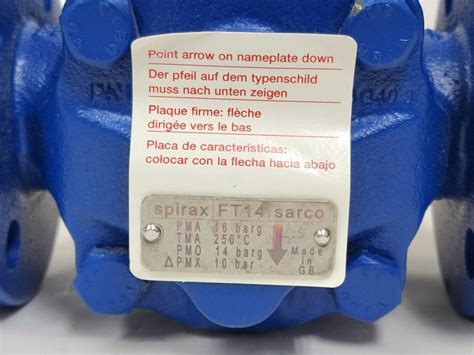 Point arrow on nameplate down
Der pfeil auf dem typenschild
muss nach unten zeigen
Plaque firme: flèche
dirigée vers le bas
Placa de características:
colocar con la flecha hacia abajo
spirax FT14 sarco
PMA 16 barg
TMA 250°C
PMO 14 barg
Δ PMX 10 bar
Made
in
GB